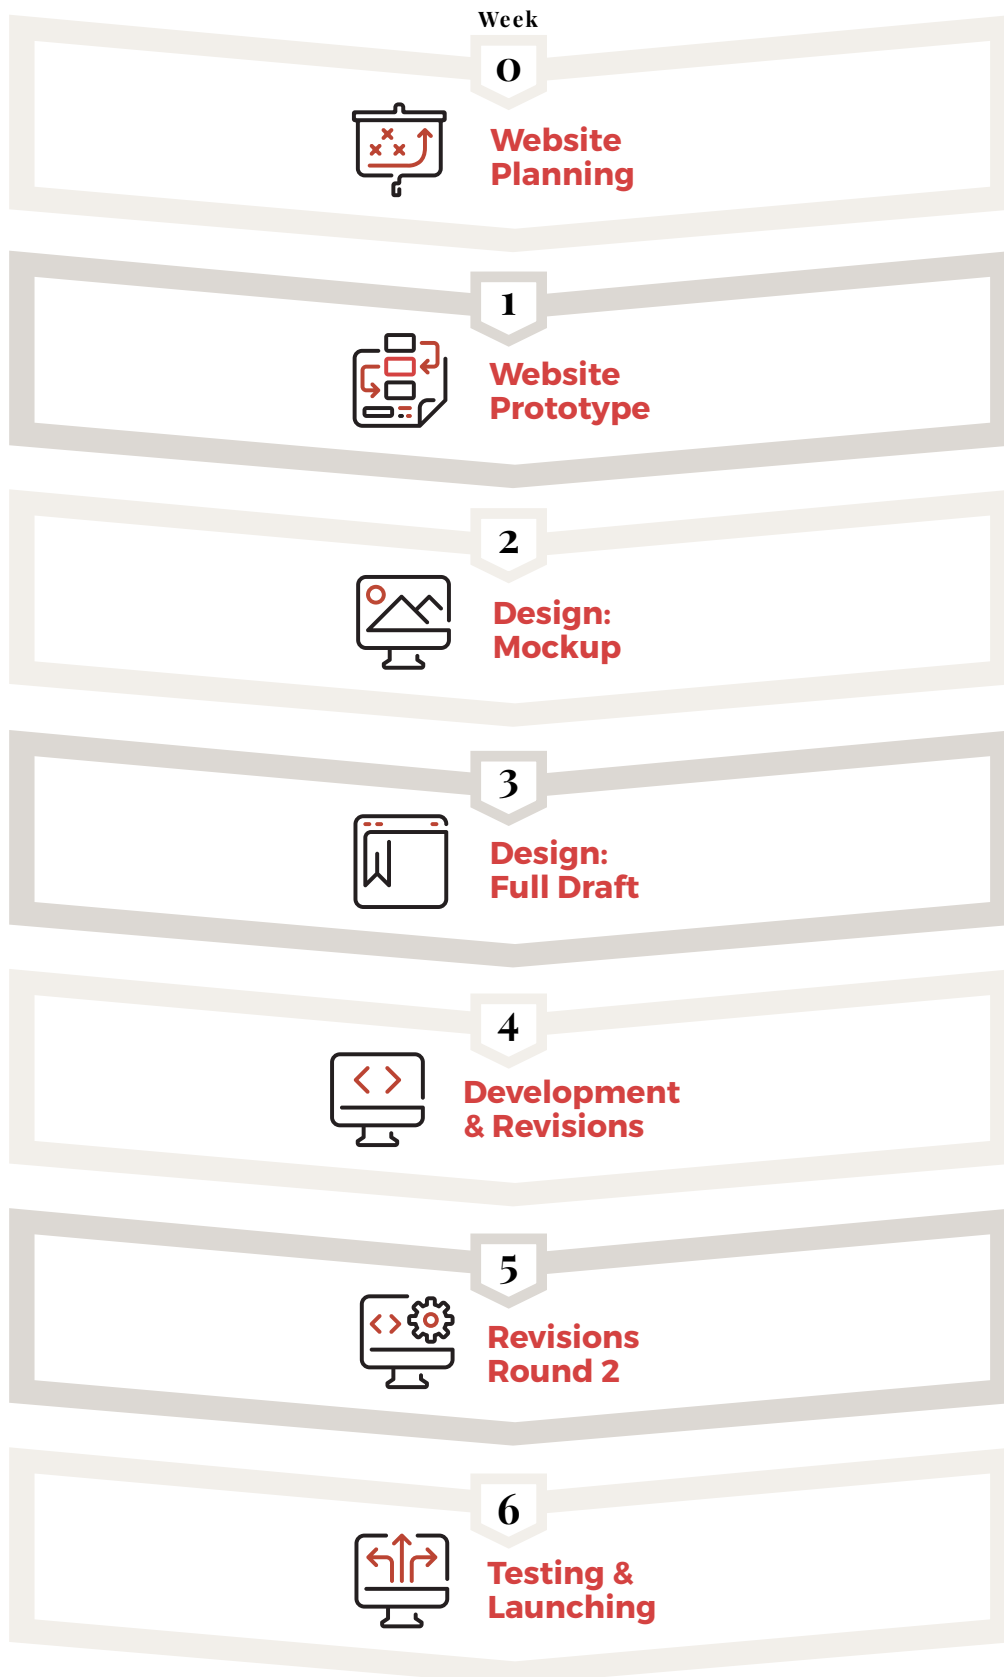 Week
0
Website
Planning
1
Website
Prototype
2
Design:
Mockup
3
Design:
Full Draft
4
Development
& Revisions
5
Revisions
Round 2
6
Testing &
Launching